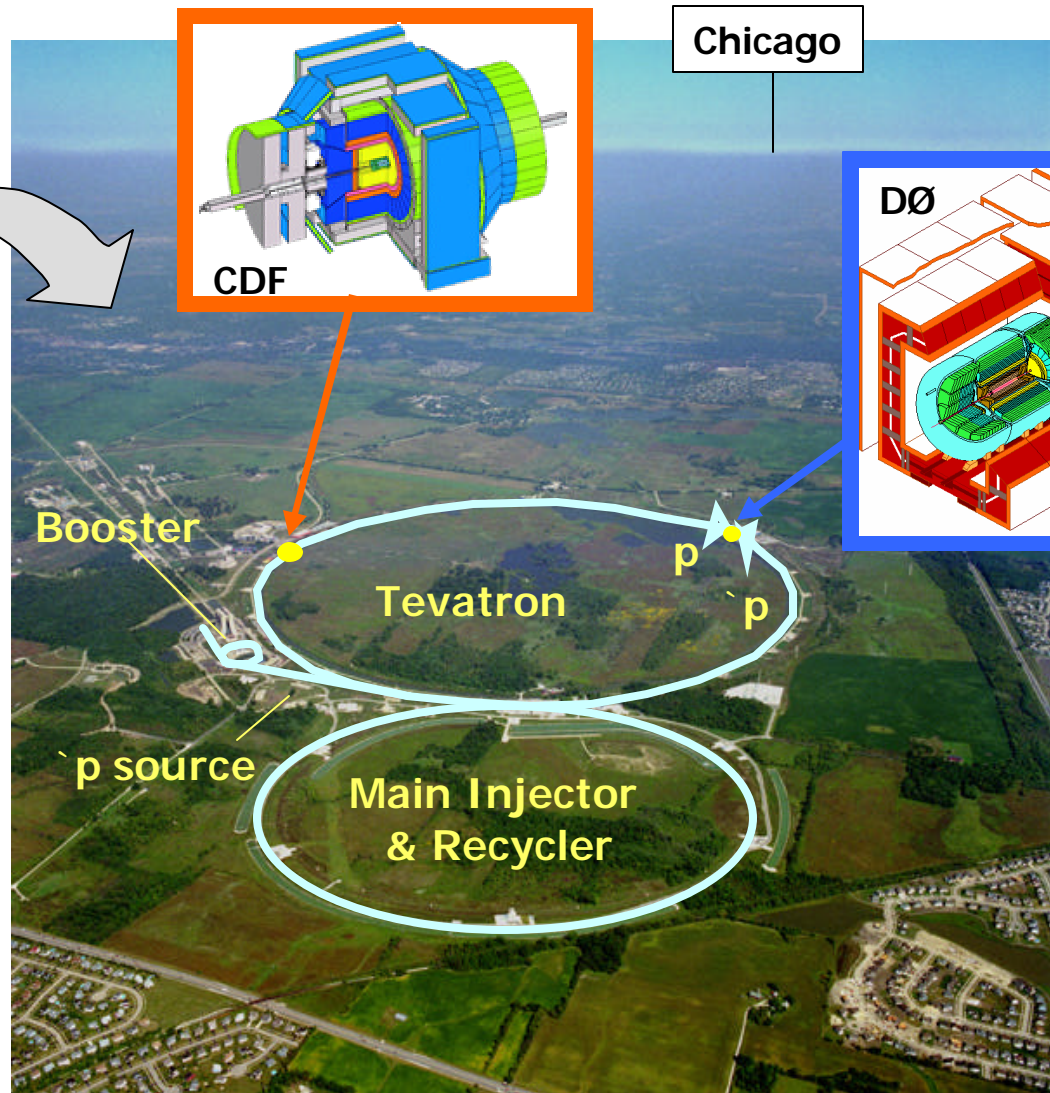 Chicago
CDF
DØ
Booster
p
`p
Tevatron
`p source
Main Injector
& Recycler